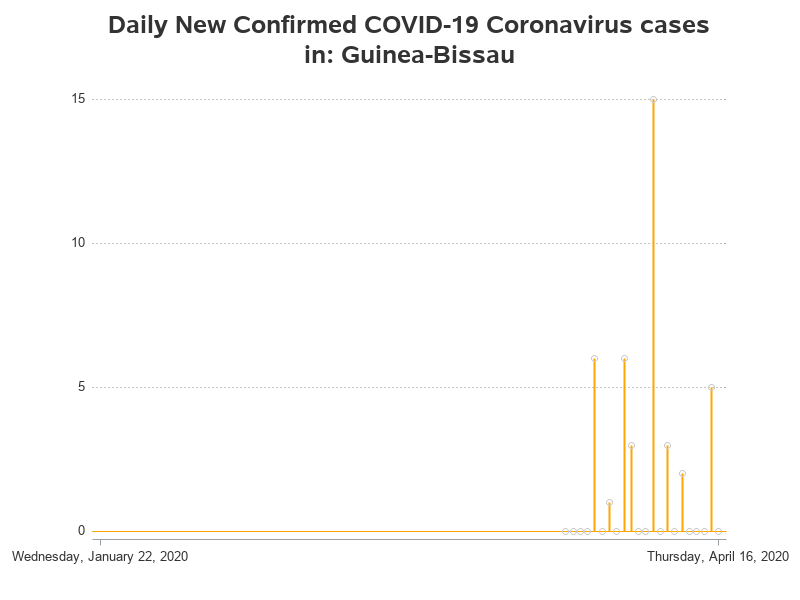 Daily New Confirmed COVID-19 Coronavirus cases
in: Guinea-Bissau
15
10
5
0
Wednesday, January 22, 2020
Thursday, April 16, 2020